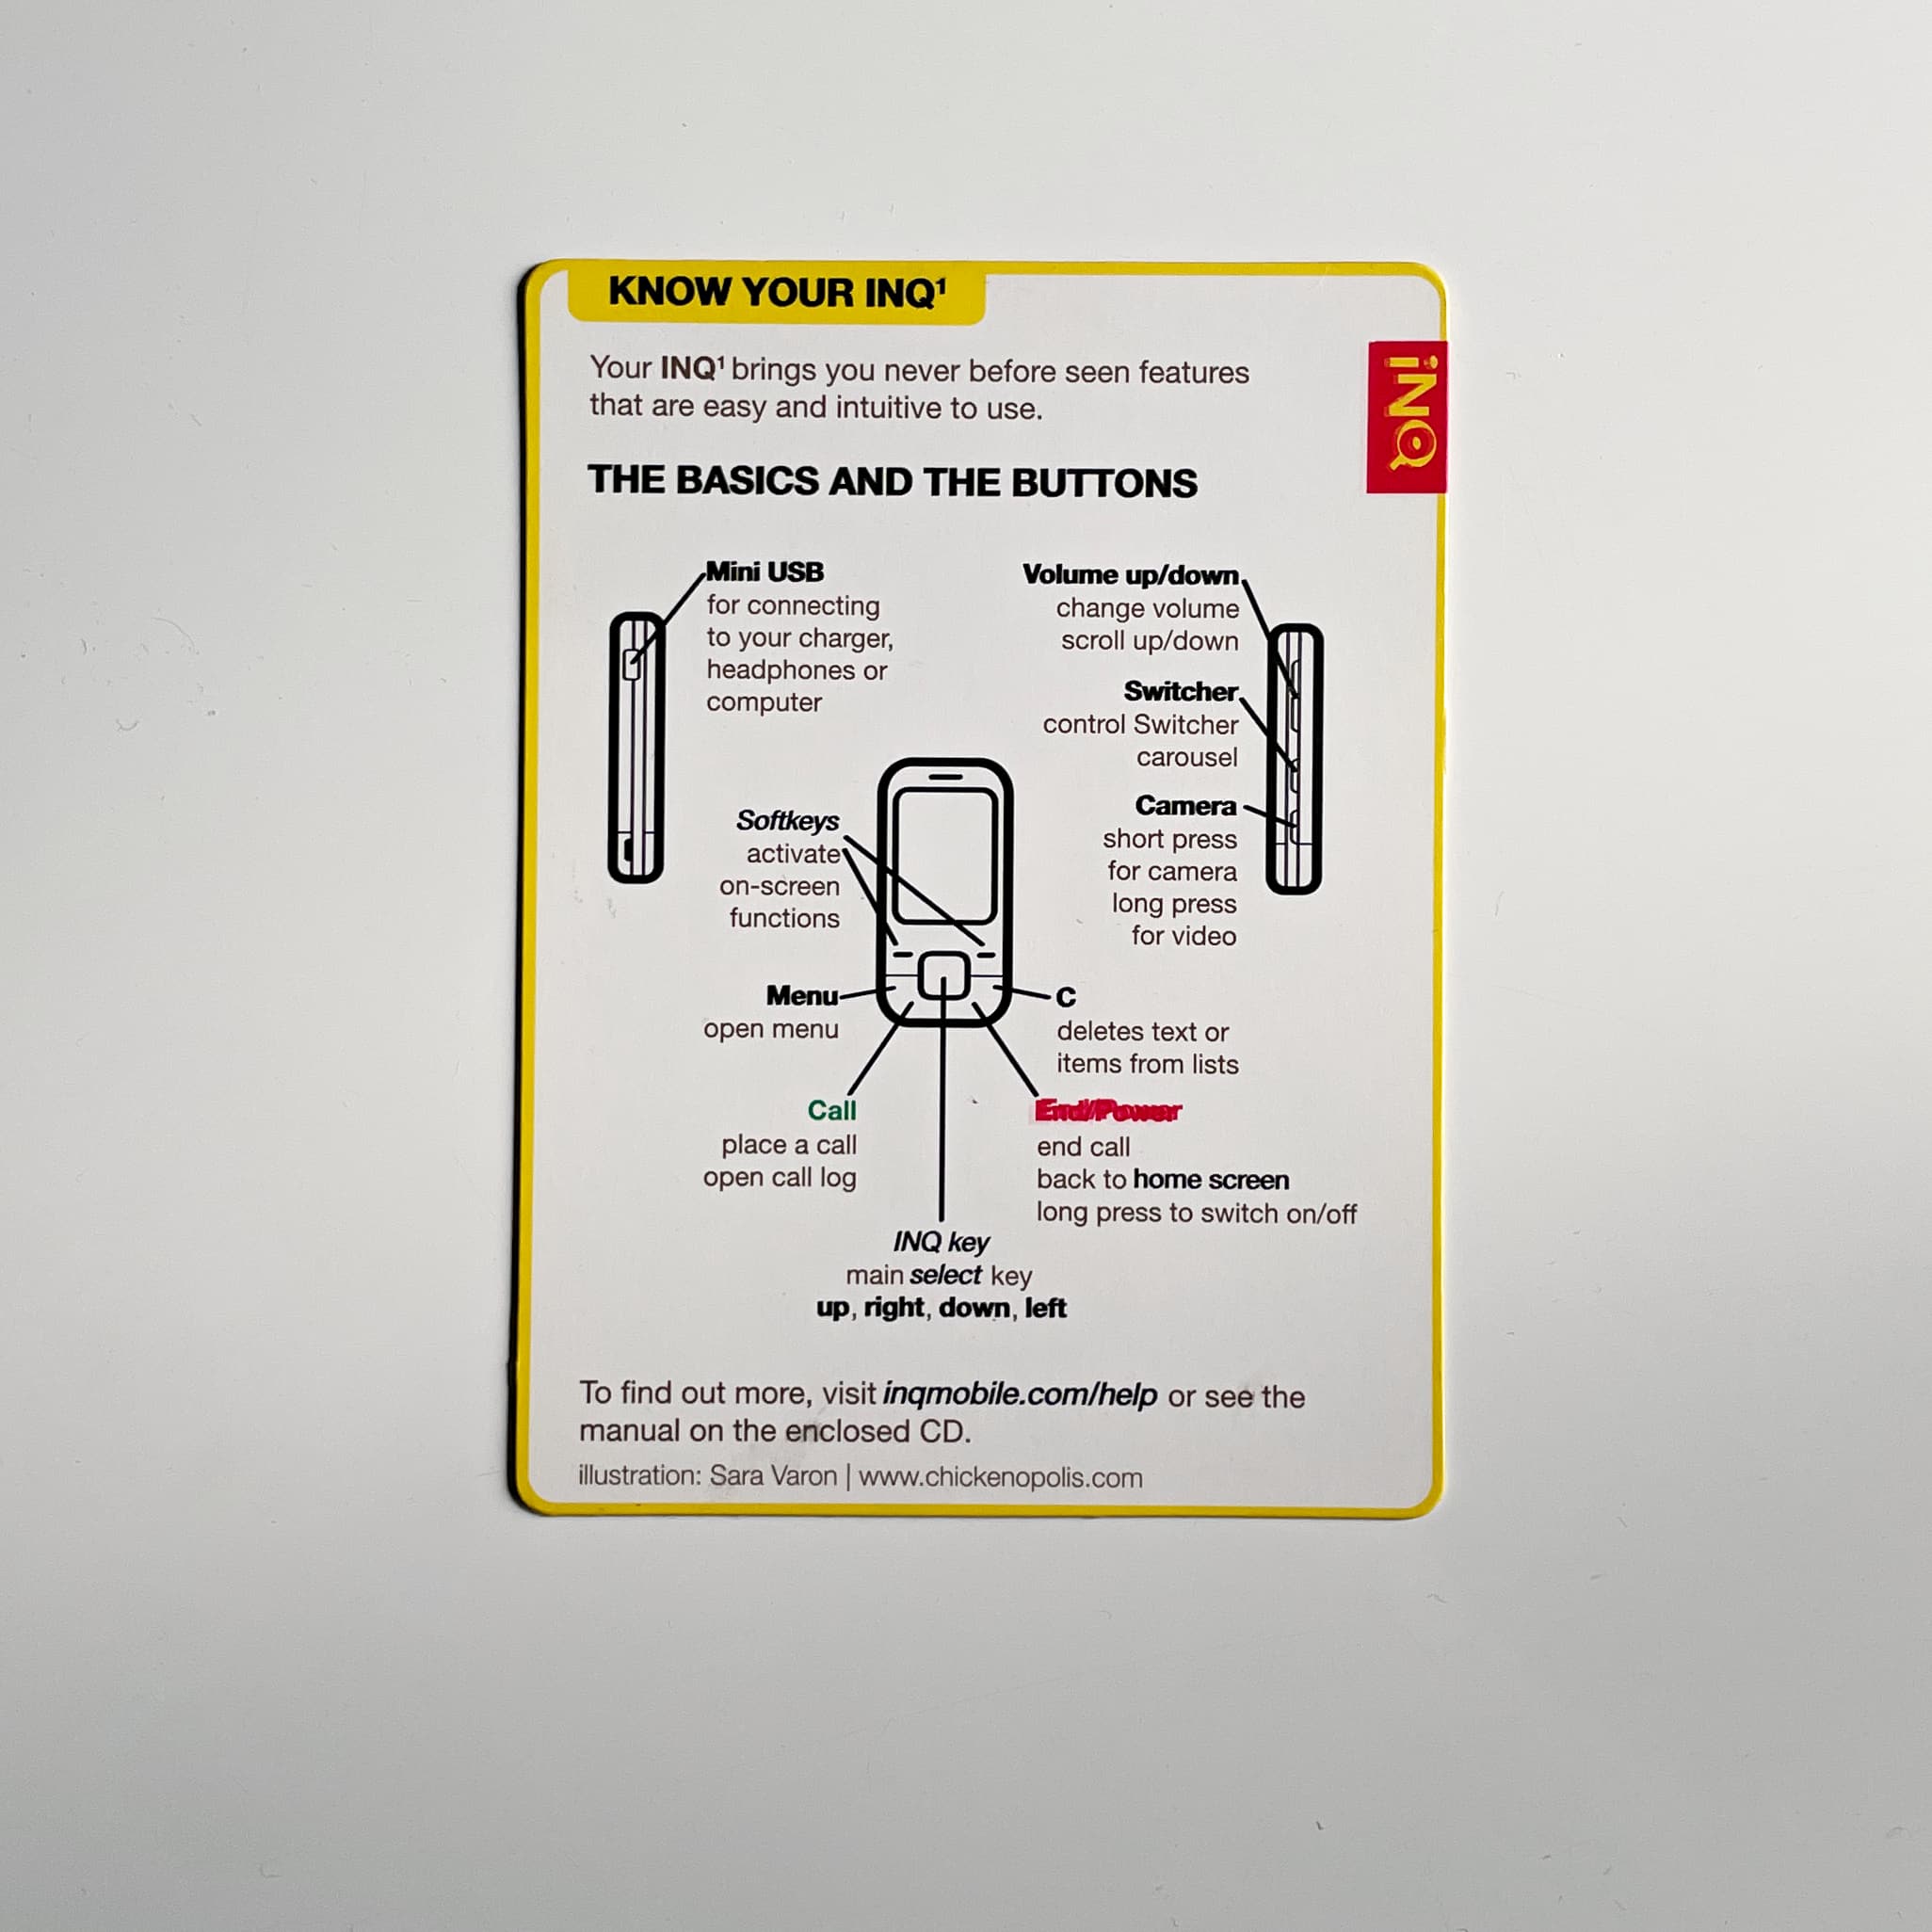 KNOW YOUR INQ¹
iNQ
Your INQ¹ brings you never before seen features
that are easy and intuitive to use.
THE BASICS AND THE BUTTONS
Mini USB
for connecting
to your charger,
headphones or
computer
Volume up/down
change volume
scroll up/down
Switcher
control Switcher
carousel
Camera
short press
for camera
long press
for video
Softkeys
activate
on-screen
functions
Menu
open menu
C
deletes text or
items from lists
Call
place a call
open call log
End/Power
end call
back to home screen
long press to switch on/off
INQ key
main select key
up, right, down, left
To find out more, visit inqmobile.com/help or see the
manual on the enclosed CD.
illustration: Sara Varon | www.chickenopolis.com